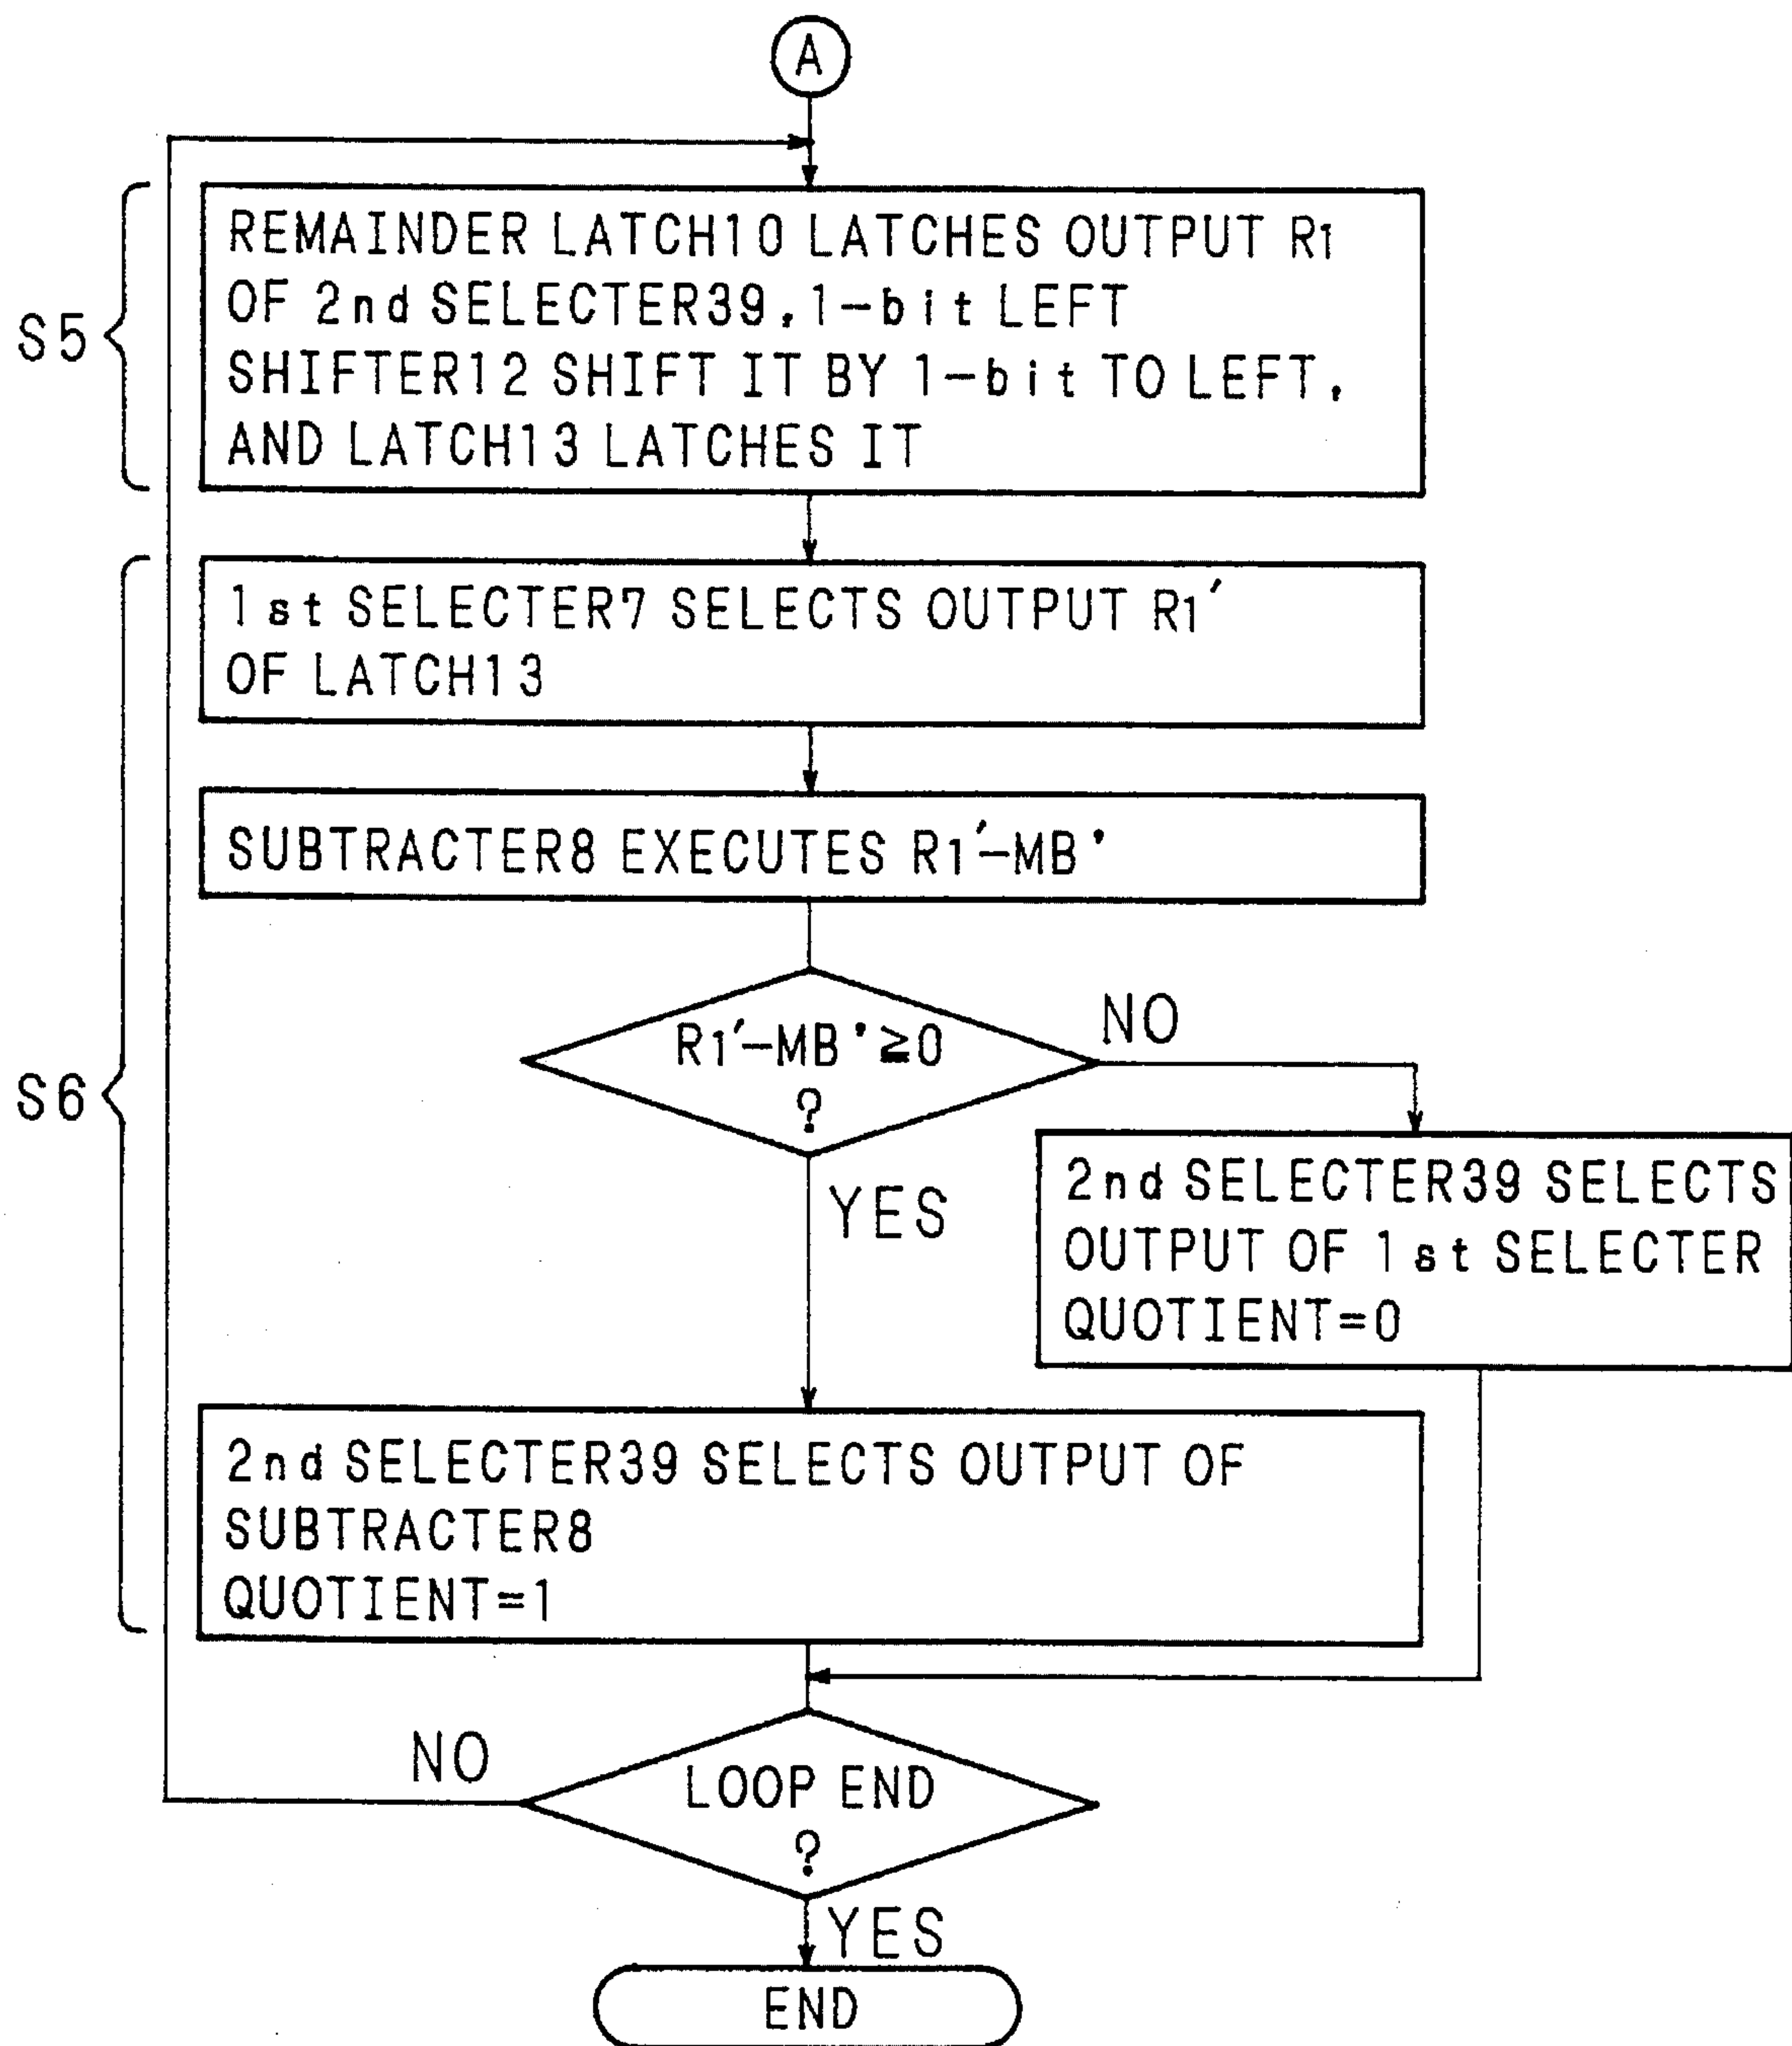 A
S5
REMAINDER LATCH10 LATCHES OUTPUT R1
OF 2nd SELECTER39, 1-bit LEFT
SHIFTER12 SHIFT IT BY 1-bit TO LEFT,
AND LATCH13 LATCHES IT
S6
1st SELECTER7 SELECTS OUTPUT R1′
OF LATCH13
SUBTRACTER8 EXECUTES R1′-MB'
R1′-MB'≧0
?
NO
YES
2nd SELECTER39 SELECTS
OUTPUT OF 1st SELECTER
QUOTIENT=0
2nd SELECTER39 SELECTS OUTPUT OF
SUBTRACTER8
QUOTIENT=1
NO
LOOP END
?
YES
END